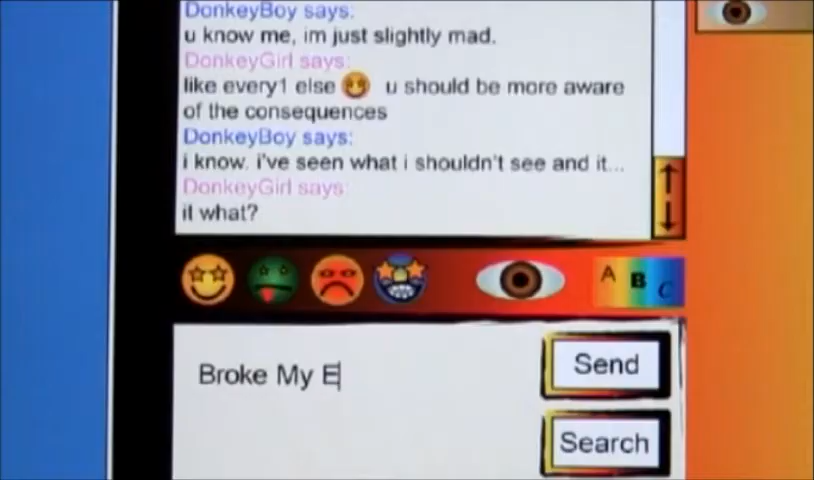 DonkeyBoy says:
u know me, im just slightly mad.
DonkeyGirl says:
like every1 else u should be more aware
of the consequences
DonkeyBoy says:
i know. i've seen what i shouldn't see and it...
DonkeyGirl says:
it what?
A B C
Broke My E
Send
Search